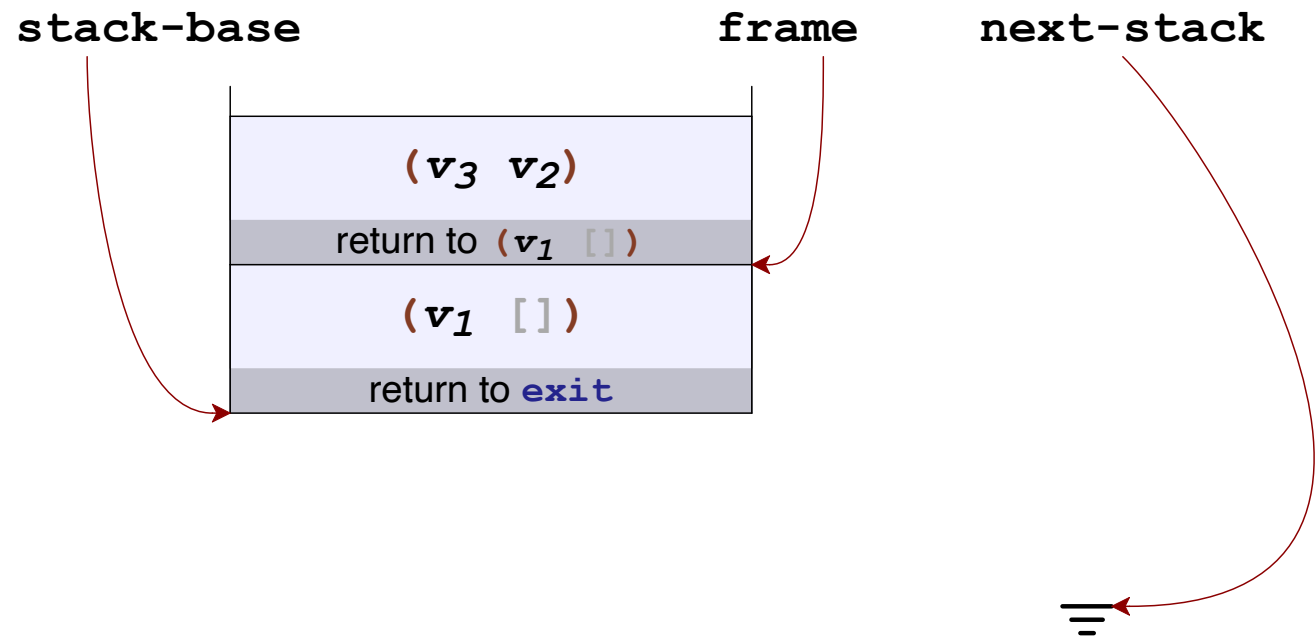 stack-base frame next-stack
(v3 v2)
return to (v1 [])
(v1 [])
return to exit